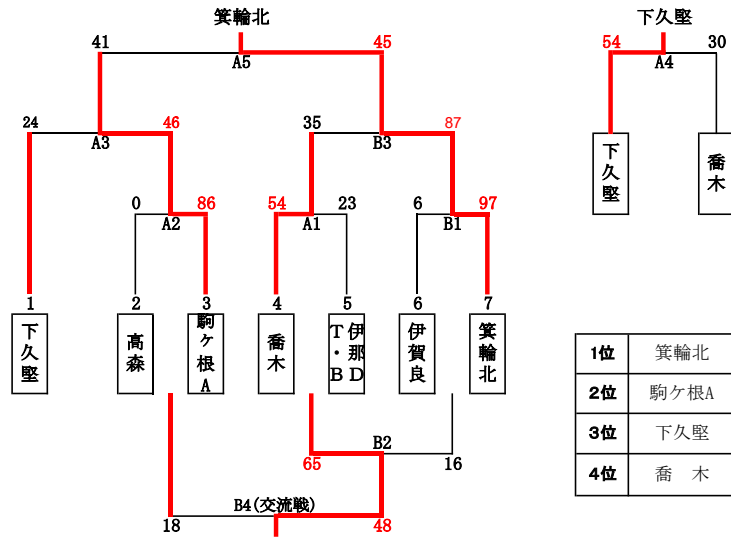 箕輪北 下久堅
41 45 54 30
A5 A4
24 46 35 87
A3 B3
0 86 54 23 6 97
A2 A1 B1
1 2 3 4 5 6 7
下久堅
高森
駒ヶ根A
喬木
伊那D
T・B
伊賀良
箕輪北
下久堅
喬木
B2
65 16
B4(交流戦)
18 48
1位 箕輪北
2位 駒ケ根A
3位 下久堅
4位 喬 木